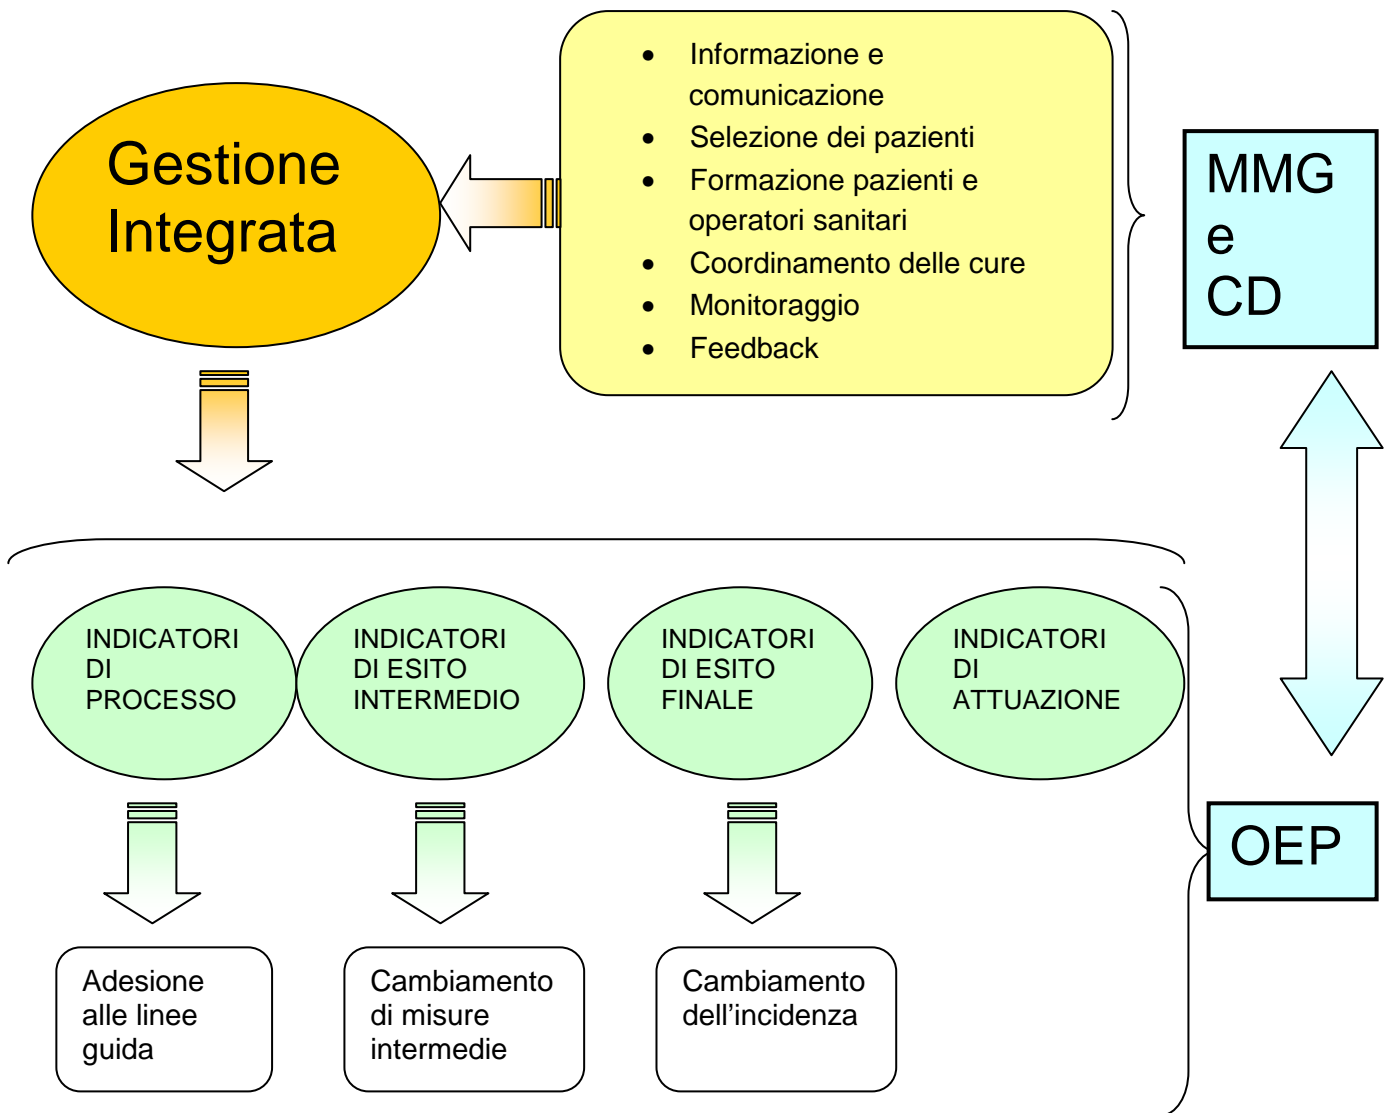 Gestione
Integrata
• Informazione e
comunicazione
• Selezione dei pazienti
• Formazione pazienti e
operatori sanitari
• Coordinamento delle cure
• Monitoraggio
• Feedback
MMG
e
CD
INDICATORI
DI
PROCESSO
INDICATORI
DI ESITO
INTERMEDIO
INDICATORI
DI ESITO
FINALE
INDICATORI
DI
ATTUAZIONE
OEP
Adesione
alle linee
guida
Cambiamento
di misure
intermedie
Cambiamento
dell’incidenza